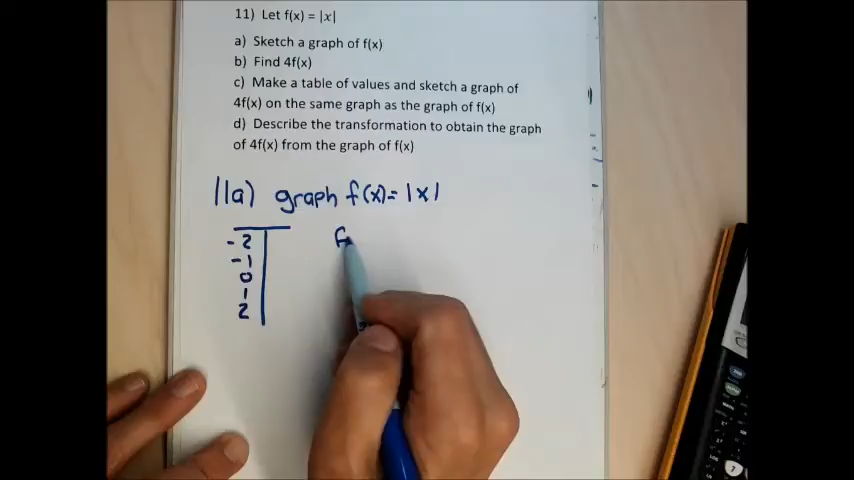 11) Let f(x) = |x|
a) Sketch a graph of f(x)
b) Find 4f(x)
c) Make a table of values and sketch a graph of
4f(x) on the same graph as the graph of f(x)
d) Describe the transformation to obtain the graph
of 4f(x) from the graph of f(x)
11a) graph f(x)= |x|
-2
-1
0
1
2